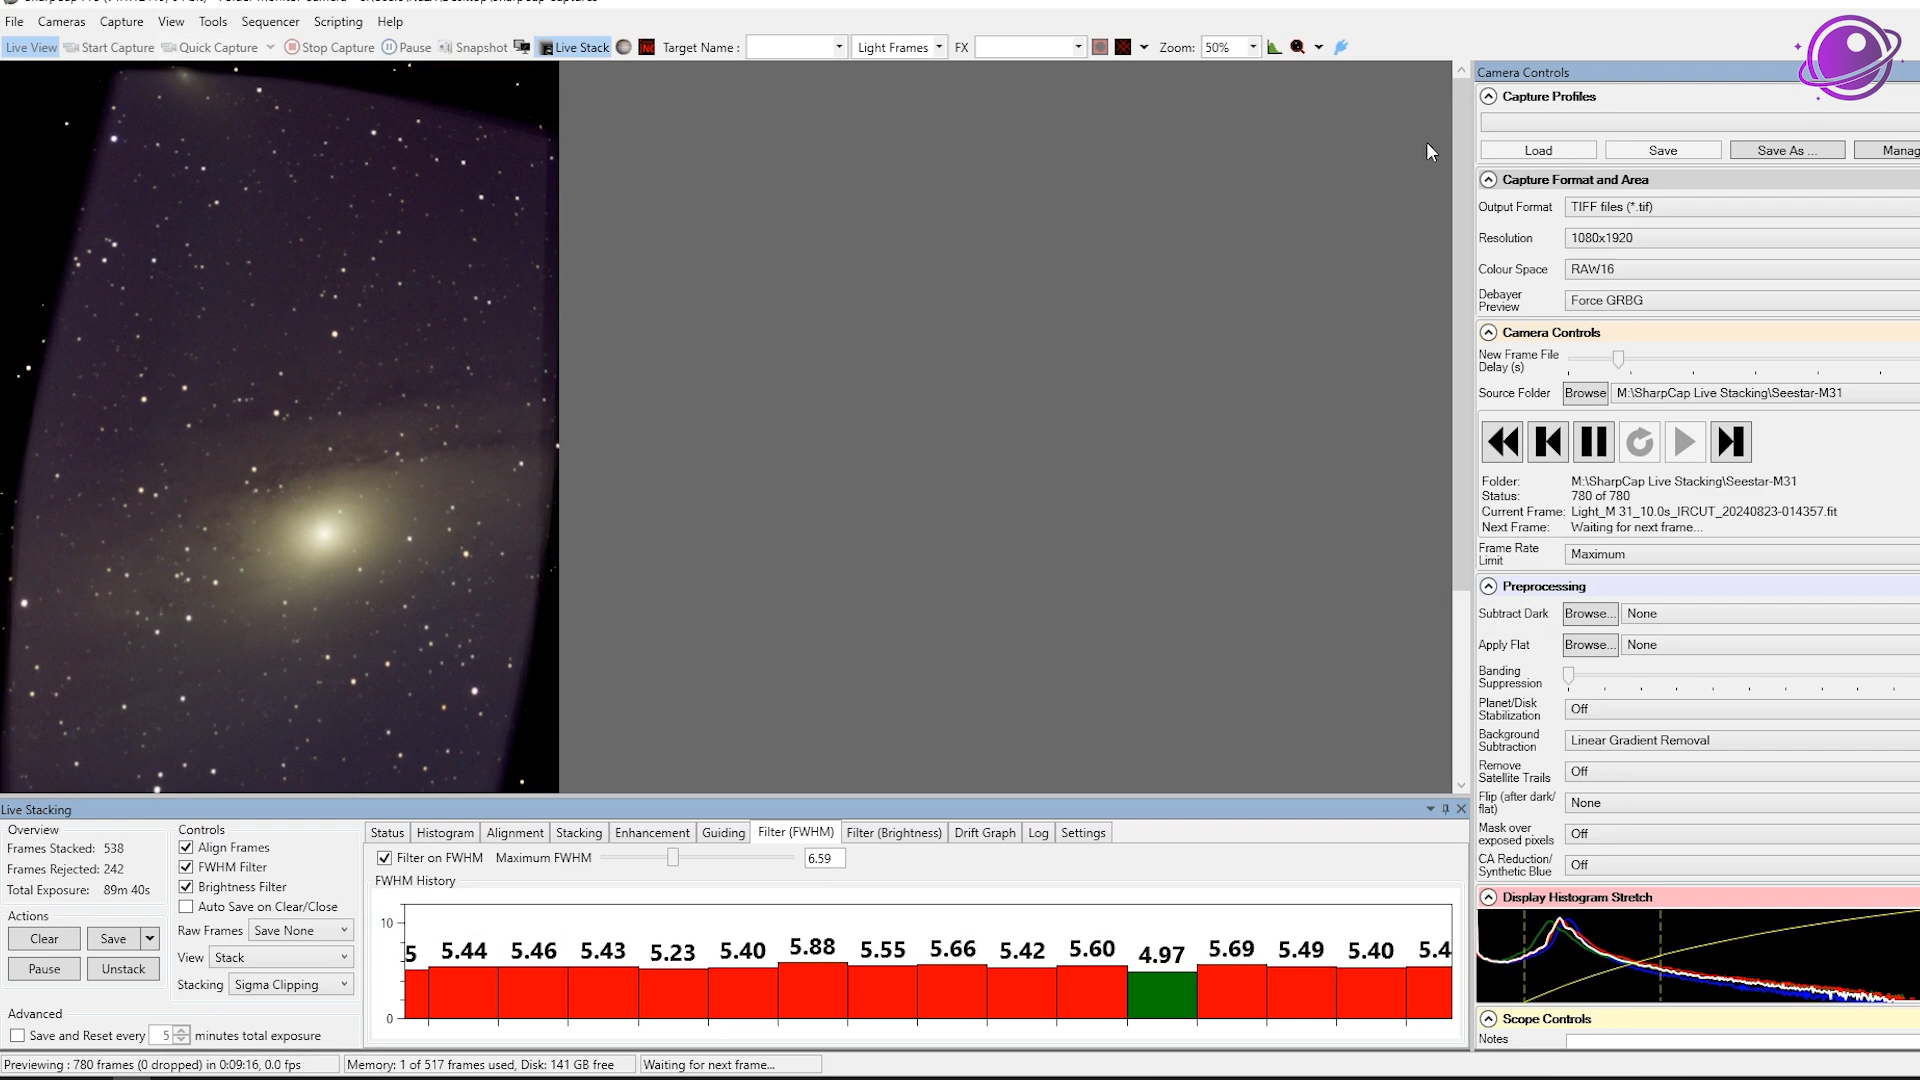 File Cameras Capture View Tools Sequencer Scripting Help
Live View Start Capture Quick Capture Stop Capture Pause Snapshot Live Stack Target Name : Light Frames FX Zoom: 50%
Camera Controls
Capture Profiles
Load Save Save As ...
Capture Format and Area
Output Format TIFF files (*.tif)
Resolution 1080x1920
Colour Space RAW16
Debayer
Preview Force GRBG
Camera Controls
New Frame File
Delay (s)
Source Folder Browse M:\SharpCap Live Stacking\Seestar-M31
Folder: M:\SharpCap Live Stacking\Seestar-M31
Status: 780 of 780
Current Frame: Light_M 31_10.0s_IRCUT_20240823-014357.fit
Next Frame: Waiting for next frame...
Frame Rate
Limit Maximum
Preprocessing
Subtract Dark Browse... None
Apply Flat Browse... None
Banding
Suppression
Planet/Disk
Stabilization Off
Background
Subtraction Linear Gradient Removal
Remove
Satellite Trails Off
Flip (after dark/
flat) None
Mask over
exposed pixels Off
CA Reduction/
Synthetic Blue Off
Display Histogram Stretch
Scope Controls
Notes
Live Stacking
Overview
Frames Stacked: 538
Frames Rejected: 242
Total Exposure: 89m 40s
Actions
Clear Save
Pause Unstack
Advanced
Save and Reset every 5 minutes total exposure
Controls
Align Frames
FWHM Filter
Brightness Filter
Auto Save on Clear/Close
Raw Frames Save None
View Stack
Stacking Sigma Clipping
Status Histogram Alignment Stacking Enhancement Guiding Filter (FWHM) Filter (Brightness) Drift Graph Log Settings
Filter on FWHM Maximum FWHM 6.59
FWHM History
10
5 5.44 5.46 5.43 5.23 5.40 5.88 5.55 5.66 5.42 5.60 4.97 5.69 5.49 5.40 5.4
0
Previewing : 780 frames (0 dropped) in 0:09:16, 0.0 fps Memory: 1 of 517 frames used, Disk: 141 GB free Waiting for next frame...